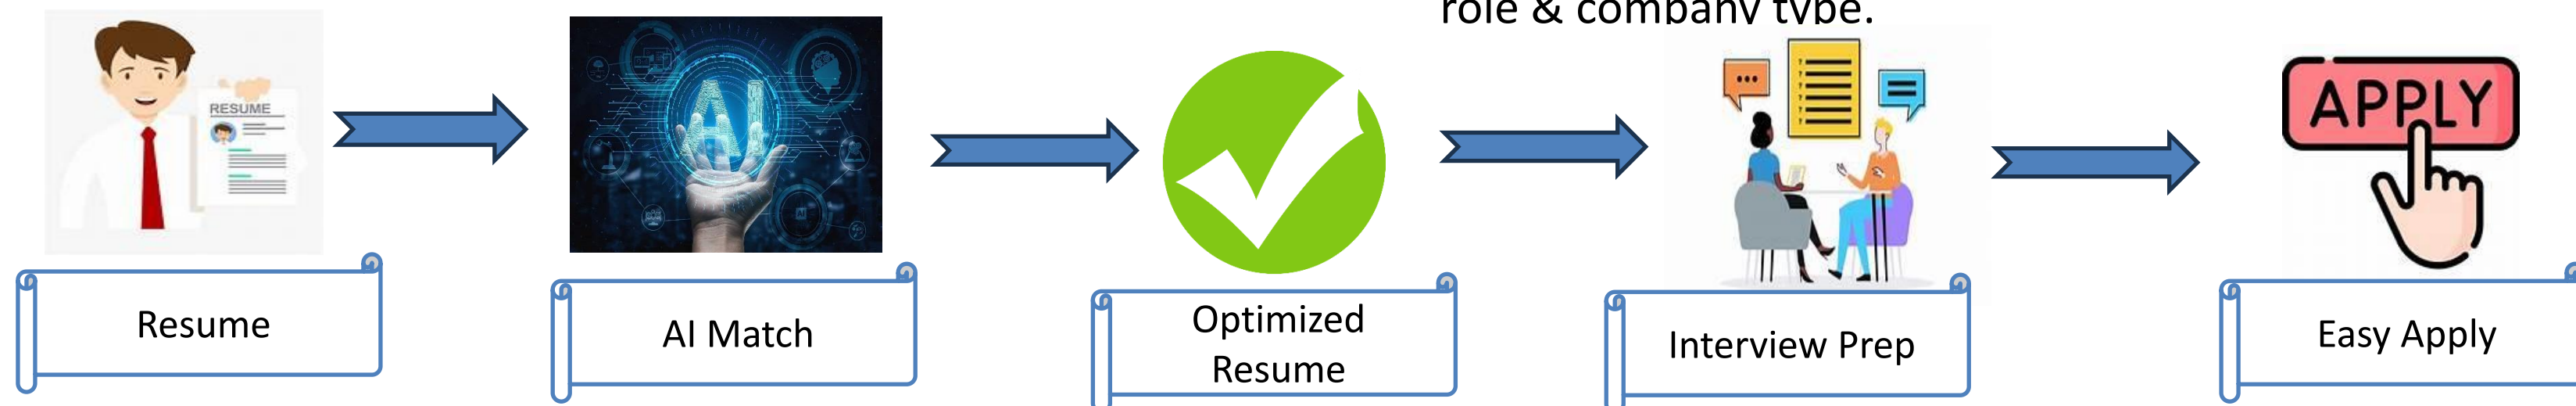 role & company type.
RESUME
AI
APPLY
Resume
AI Match
Optimized
Resume
Interview Prep
Easy Apply